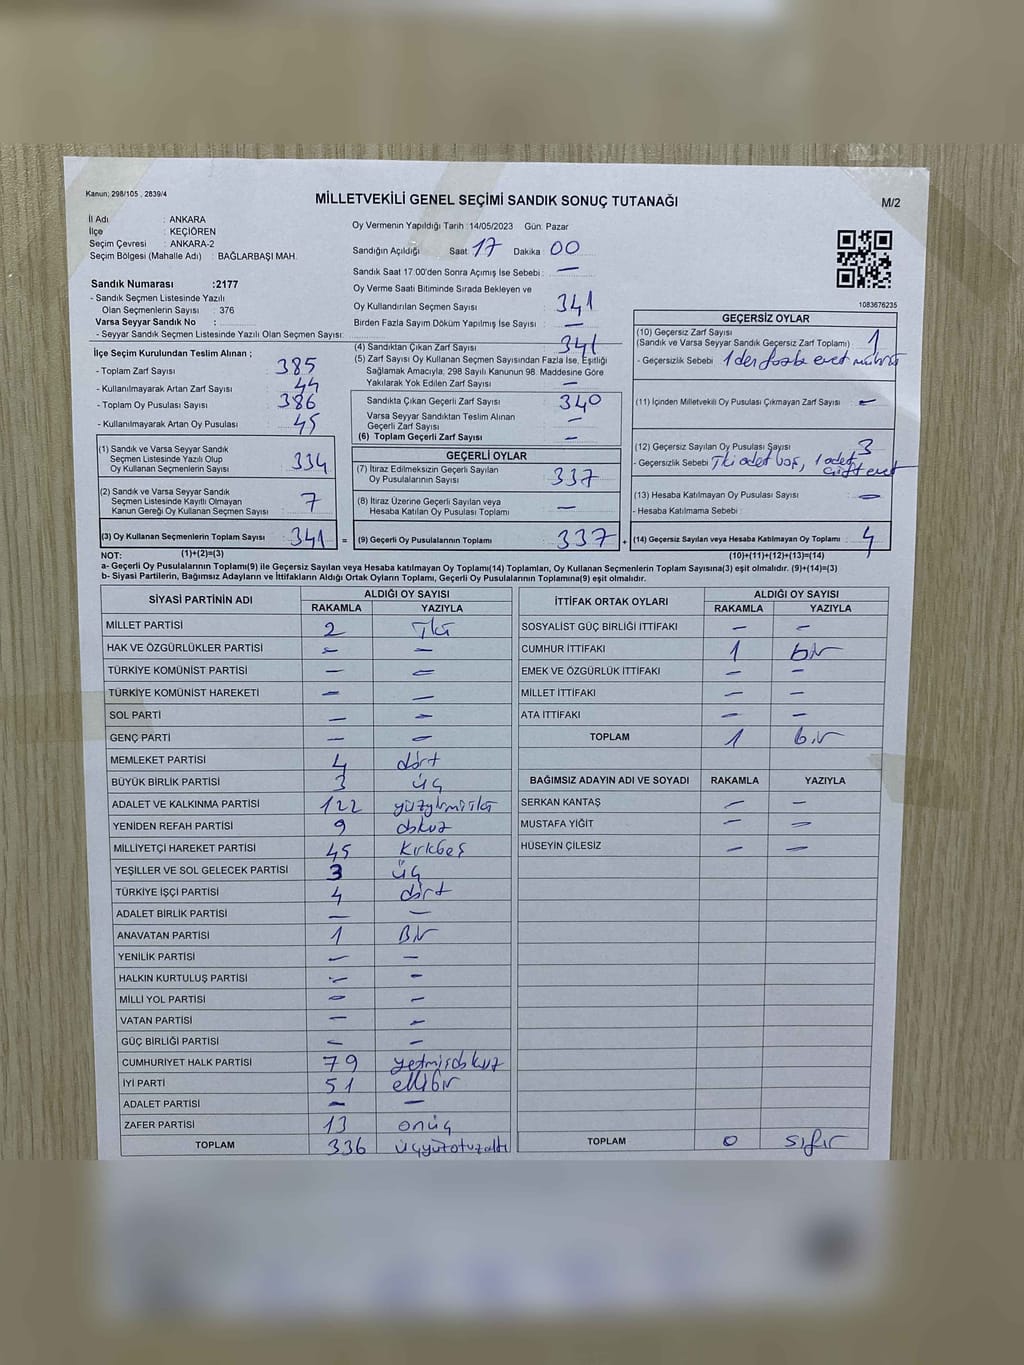 Kanun; 298/105 , 2839/4
MİLLETVEKİLİ GENEL SEÇİMİ SANDIK SONUÇ TUTANAĞI
M/2
İl Adı : ANKARA
İlçe : KEÇİÖREN
Seçim Çevresi : ANKARA-2
Seçim Bölgesi (Mahalle Adı) : BAĞLARBAŞI MAH.
Sandık Numarası :2177
- Sandık Seçmen Listesinde Yazılı
Olan Seçmenlerin Sayısı : 376
Varsa Seyyar Sandık No :
- Seyyar Sandık Seçmen Listesinde Yazılı Olan Seçmen Sayısı:
İlçe Seçim Kurulundan Teslim Alınan ;
- Toplam Zarf Sayısı 385
- Kullanılmayarak Artan Zarf Sayısı 44
- Toplam Oy Pusulası Sayısı 386
- Kullanılmayarak Artan Oy Pusulası 45
(1) Sandık ve Varsa Seyyar Sandık
Seçmen Listesinde Yazılı Olup
Oy Kullanan Seçmenlerin Sayısı 334
(2) Sandık ve Varsa Seyyar Sandık
Seçmen Listesinde Kayıtlı Olmayan
Kanun Gereği Oy Kullanan Seçmen Sayısı : 7
(3) Oy Kullanan Seçmenlerin Toplam Sayısı 341 =
(1)+(2)=(3)
Oy Vermenin Yapıldığı Tarih :14/05/2023 Gün: Pazar
Sandığın Açıldığı Saat 17 Dakika 00
Sandık Saat 17.00'den Sonra Açımış İse Sebebi : —
Oy Verme Saati Bitiminde Sırada Bekleyen ve
Oy Kullandırılan Seçmen Sayısı : 341
Birden Fazla Sayım Döküm Yapılmış İse Sayısı : —
(4) Sandıktan Çıkan Zarf Sayısı 341
(5) Zarf Sayısı Oy Kullanan Seçmen Sayısından Fazla İse, Eşitliği
Sağlamak Amacıyla; 298 Sayılı Kanunun 98. Maddesine Göre
Yakılarak Yok Edilen Zarf Sayısı —
Sandıkta Çıkan Geçerli Zarf Sayısı 340
Varsa Seyyar Sandıktan Teslim Alınan
Geçerli Zarf Sayısı —
(6) Toplam Geçerli Zarf Sayısı —
GEÇERLİ OYLAR
(7) İtiraz Edilmeksizin Geçerli Sayılan
Oy Pusulalarının Sayısı : 337
(8) İtiraz Üzerine Geçerli Sayılan veya
Hesaba Katılan Oy Pusulası Toplamı —
(9) Geçerli Oy Pusulalarının Toplamı 337 +
1083676235
GEÇERSİZ OYLAR
(10) Geçersiz Zarf Sayısı
(Sandık ve Varsa Seyyar Sandık Geçersiz Zarf Toplamı) : 1
- Geçersizlik Sebebi : 1 den fazla evet mührü
(11) İçinden Milletvekili Oy Pusulası Çıkmayan Zarf Sayısı : —
(12) Geçersiz Sayılan Oy Pusulası Sayısı : 3
- Geçersizlik Sebebi : İki adet boş, 1 adet
çift evet
(13) Hesaba Katılmayan Oy Pusulası Sayısı : —
- Hesaba Katılmama Sebebi :
(14) Geçersiz Sayılan veya Hesaba Katılmayan Oy Toplamı : 4
(10)+(11)+(12)+(13)=(14)
NOT:
a- Geçerli Oy Pusulalarının Toplamı(9) ile Geçersiz Sayılan veya Hesaba katılmayan Oy Toplamı(14) Toplamları, Oy Kullanan Seçmenlerin Toplam Sayısına(3) eşit olmalıdır. (9)+(14)=(3)
b- Siyasi Partilerin, Bağımsız Adayların ve İttifakların Aldığı Ortak Oyların Toplamı, Geçerli Oy Pusulalarının Toplamına(9) eşit olmalıdır.
SİYASİ PARTİNİN ADI ALDIĞI OY SAYISI
RAKAMLA YAZIYLA
MİLLET PARTİSİ 2 İki
HAK VE ÖZGÜRLÜKLER PARTİSİ — —
TÜRKİYE KOMÜNİST PARTİSİ — —
TÜRKİYE KOMÜNİST HAREKETİ — —
SOL PARTİ — —
GENÇ PARTİ — —
MEMLEKET PARTİSİ 4 dört
BÜYÜK BİRLİK PARTİSİ 3 üç
ADALET VE KALKINMA PARTİSİ 122 yüzyirmiiki
YENİDEN REFAH PARTİSİ 9 dokuz
MİLLİYETÇİ HAREKET PARTİSİ 45 Kırkbeş
YEŞİLLER VE SOL GELECEK PARTİSİ 3 üç
TÜRKİYE İŞÇİ PARTİSİ 4 dört
ADALET BİRLİK PARTİSİ — —
ANAVATAN PARTİSİ 1 Bir
YENİLİK PARTİSİ — —
HALKIN KURTULUŞ PARTİSİ — —
MİLLİ YOL PARTİSİ — —
VATAN PARTİSİ — —
GÜÇ BİRLİĞİ PARTİSİ — —
CUMHURİYET HALK PARTİSİ 79 yetmişdokuz
İYİ PARTİ 51 ellibir
ADALET PARTİSİ — —
ZAFER PARTİSİ 13 onüç
TOPLAM 336 üçyüzotuzaltı
İTTİFAK ORTAK OYLARI ALDIĞI OY SAYISI
RAKAMLA YAZIYLA
SOSYALİST GÜÇ BİRLİĞİ İTTİFAKI — —
CUMHUR İTTİFAKI 1 bir
EMEK VE ÖZGÜRLÜK İTTİFAKI — —
MİLLET İTTİFAKI — —
ATA İTTİFAKI — —
TOPLAM 1 bir
BAĞIMSIZ ADAYIN ADI VE SOYADI RAKAMLA YAZIYLA
SERKAN KANTAŞ — —
MUSTAFA YİĞİT — —
HÜSEYİN ÇİLESİZ — —
TOPLAM 0 sıfır